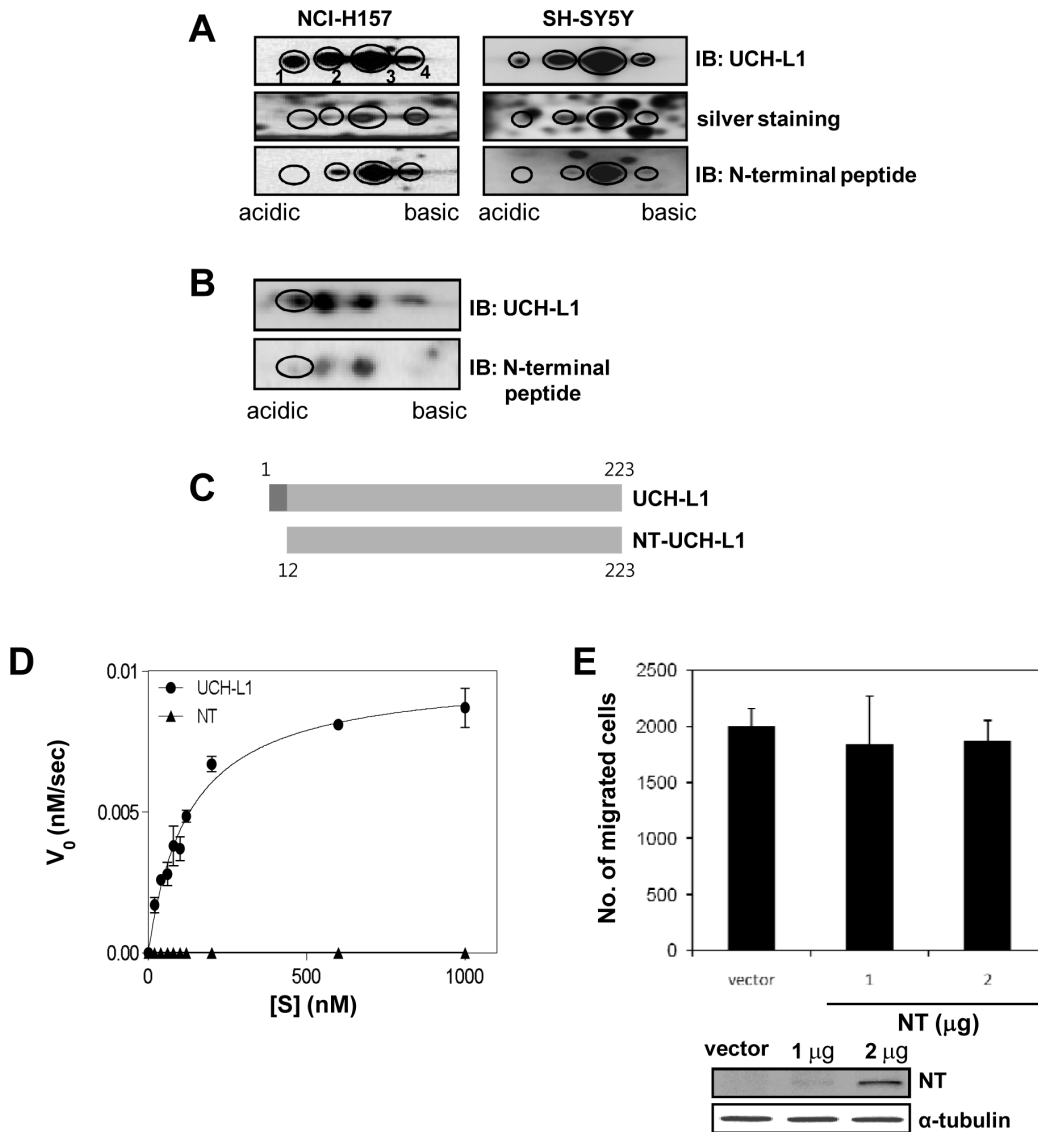 A
NCI-H157
SH-SY5Y
1 2 3 4
IB: UCH-L1
silver staining
IB: N-terminal peptide
acidic basic
acidic basic
B
IB: UCH-L1
IB: N-terminal
peptide
acidic basic
C
1 223
UCH-L1
NT-UCH-L1
12 223
D
0.01
0.005
0.00
V0 (nM/sec)
UCH-L1
NT
0 500 1000
[S] (nM)
E
2500
2000
1500
1000
500
0
No. of migrated cells
vector 1 2
NT (μg)
vector 1 μg 2 μg
NT
α-tubulin